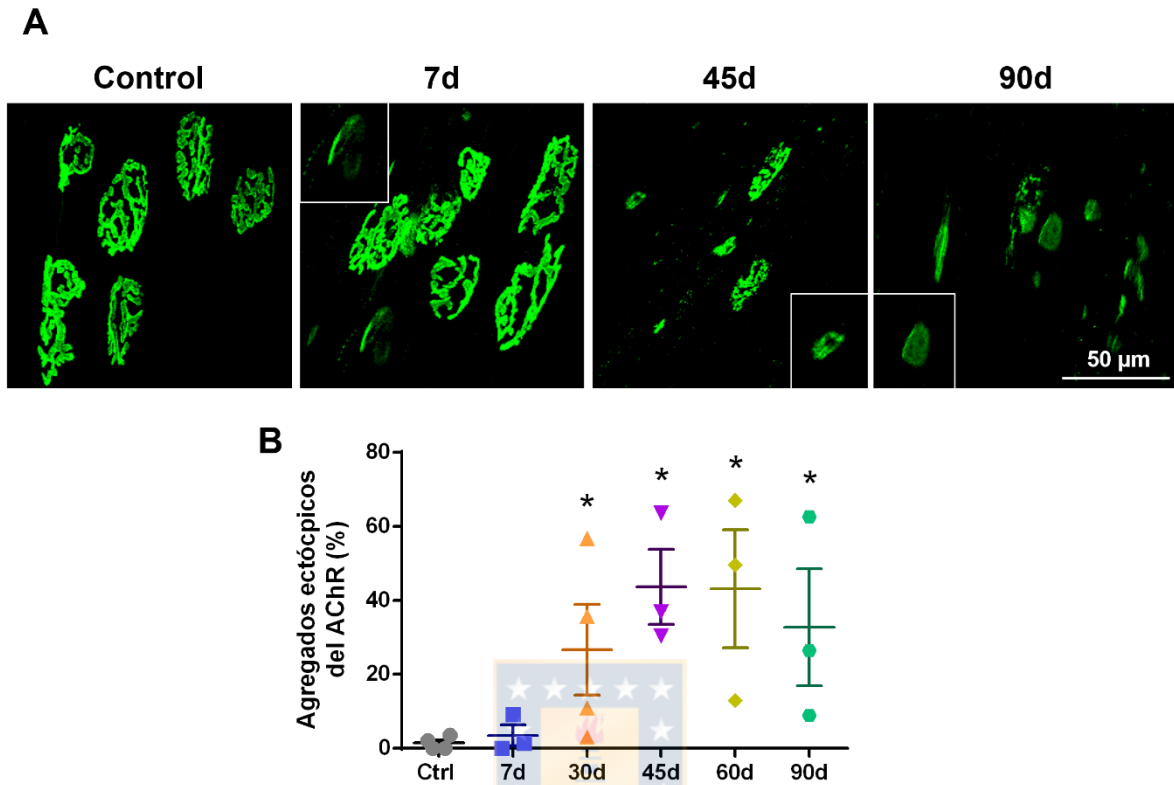 A
Control 7d 45d 90d
50 µm
B
Agregados ectócpicos
del AChR (%)
80
60
40
20
0
* * * *
Ctrl 7d 30d 45d 60d 90d